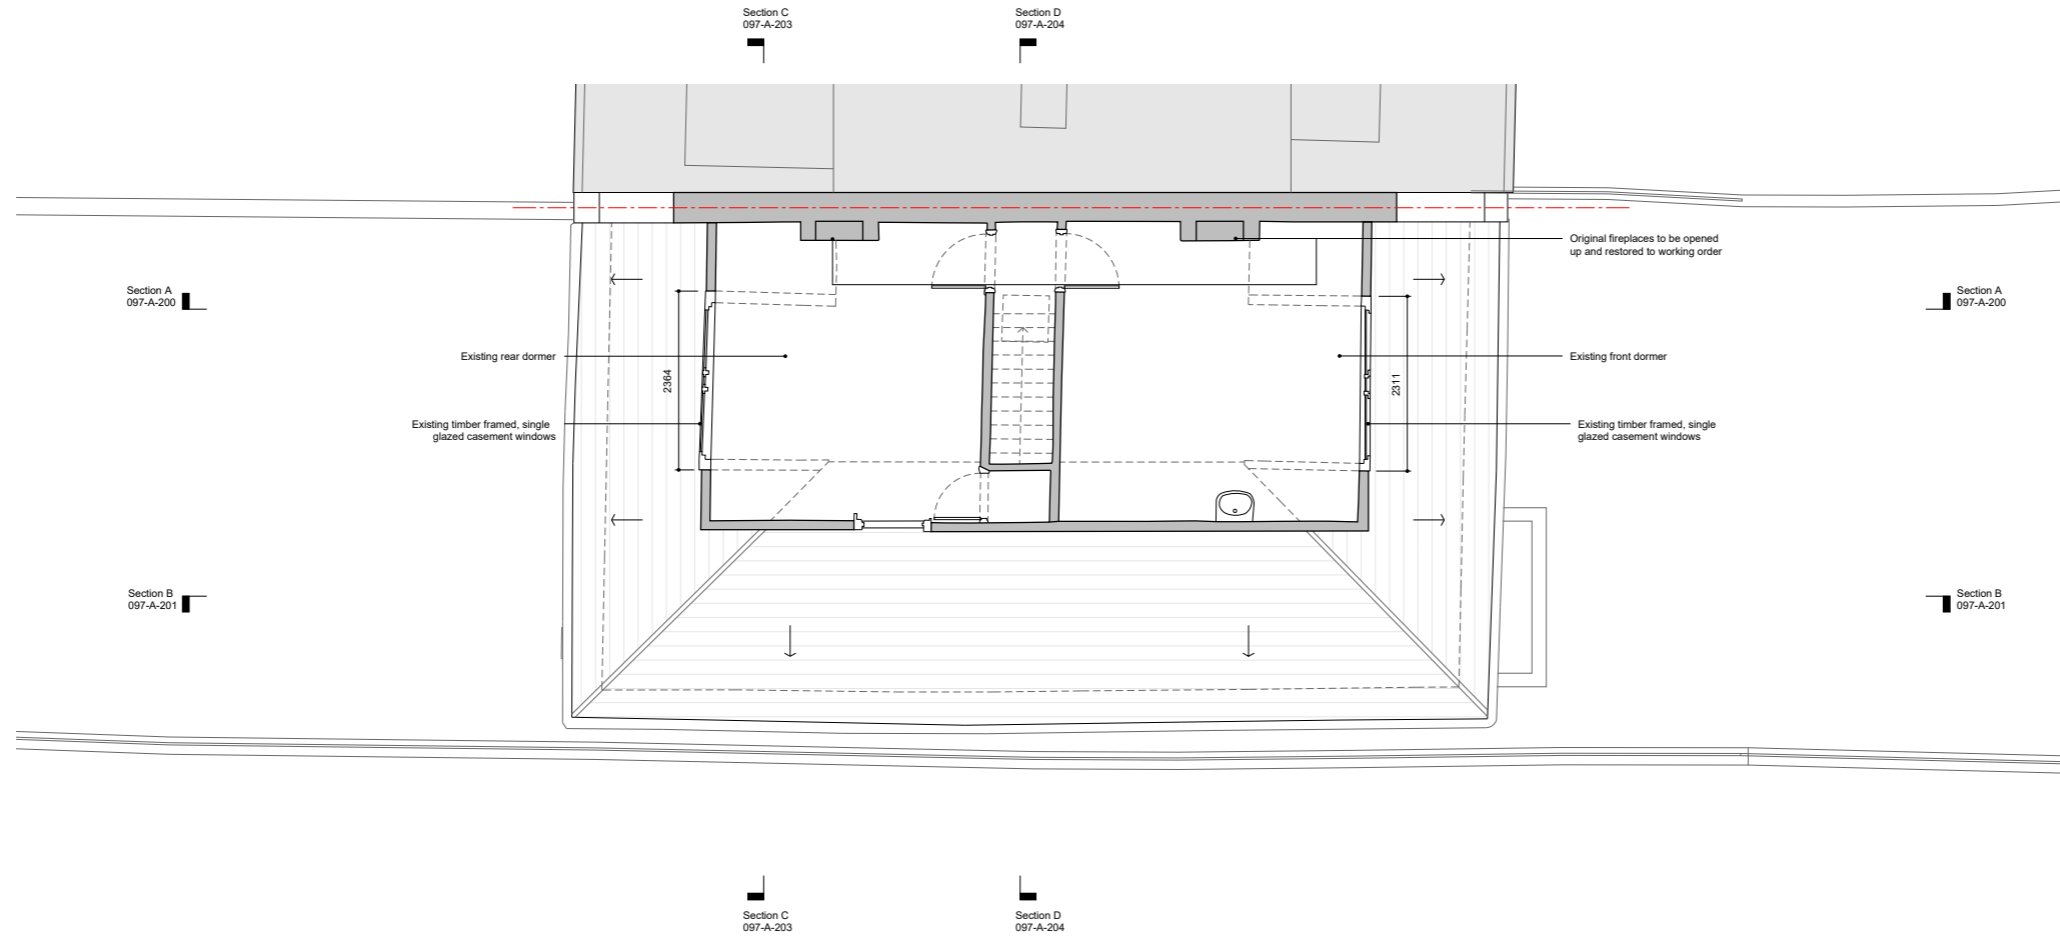 Section C
097-A-203
Section D
097-A-204
Original fireplaces to be opened
up and restored to working order
Section A
097-A-200
Section A
097-A-200
Existing rear dormer
Existing front dormer
2364
2311
Existing timber framed, single
glazed casement windows
Existing timber framed, single
glazed casement windows
Section B
097-A-201
Section B
097-A-201
Section C
097-A-203
Section D
097-A-204